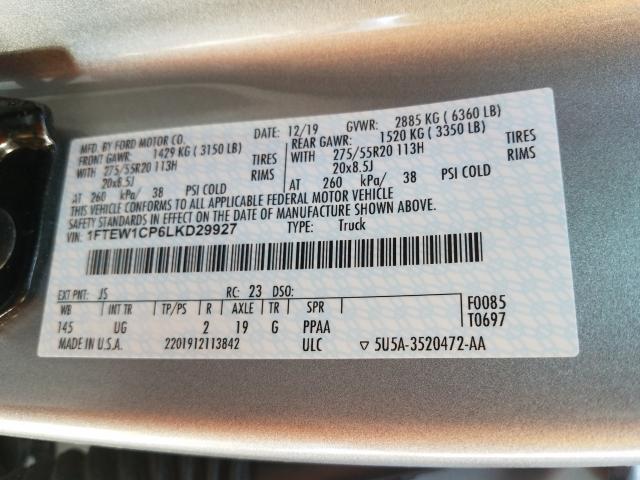 MFD. BY FORD MOTOR CO. DATE: 12/19 GVWR: 2885 KG ( 6360 LB)
FRONT GAWR: 1429 KG ( 3150 LB) REAR GAWR: 1520 KG ( 3350 LB)
WITH 275/55R20 113H TIRES WITH 275/55R20 113H TIRES
20x8.5J RIMS 20x8.5J RIMS
AT 260 kPa/ 38 PSI COLD AT 260 kPa/ 38 PSI COLD
THIS VEHICLE CONFORMS TO ALL APPLICABLE FEDERAL MOTOR VEHICLE
SAFETY STANDARDS IN EFFECT ON THE DATE OF MANUFACTURE SHOWN ABOVE.
VIN: 1FTEW1CP6LKD29927 TYPE: Truck
EXT PNT: JS RC: 23 DSO:
WB INT TR TP/PS R AXLE TR SPR F0085
145 UG 2 19 G PPAA T0697
MADE IN U.S.A. 2201912113842 ULC ▽ 5U5A-3520472-AA